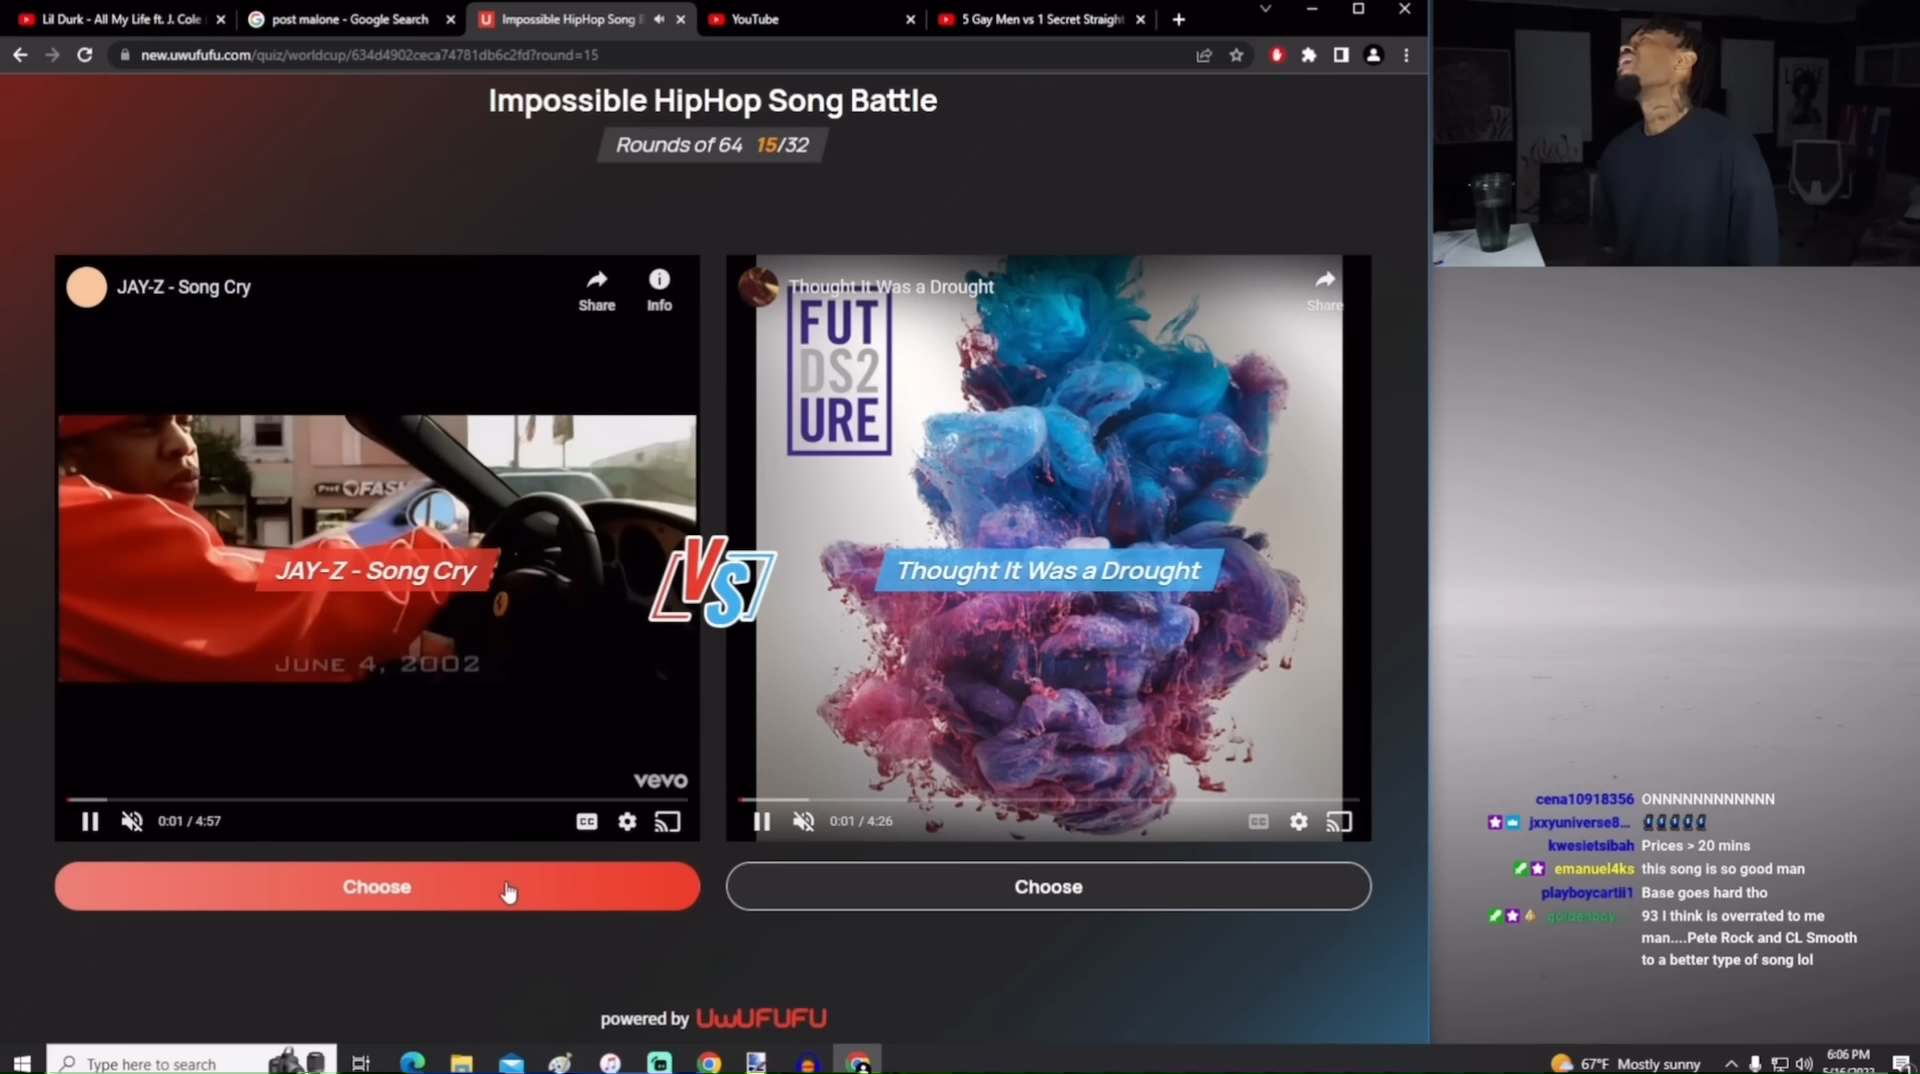 Lil Durk - All My Life ft. J. Cole
post malone - Google Search
Impossible HipHop Song
YouTube
5 Gay Men vs 1 Secret Straight
new.uwufufu.com/quiz/worldcup/634d4902ceca74781db6c2fd?round=15
Impossible HipHop Song Battle
Rounds of 64 15/32
JAY-Z - Song Cry
Share
Info
JAY-Z - Song Cry
JUNE 4, 2002
vevo
0:01 / 4:57
CC
Choose
VS
Thought It Was a Drought
Share
FUT
DS2
URE
Thought It Was a Drought
0:01 / 4:26
CC
Choose
powered by UWUFUFU
LOVE
cena10918356 ONNNNNNNNNNNN
jxxyuniverse8...
kwesietsibah Prices > 20 mins
emanuel4ks this song is so good man
playboycartii1 Base goes hard tho
93 I think is overrated to me
man....Pete Rock and CL Smooth
to a better type of song lol
Type here to search
67°F Mostly sunny
6:06 PM